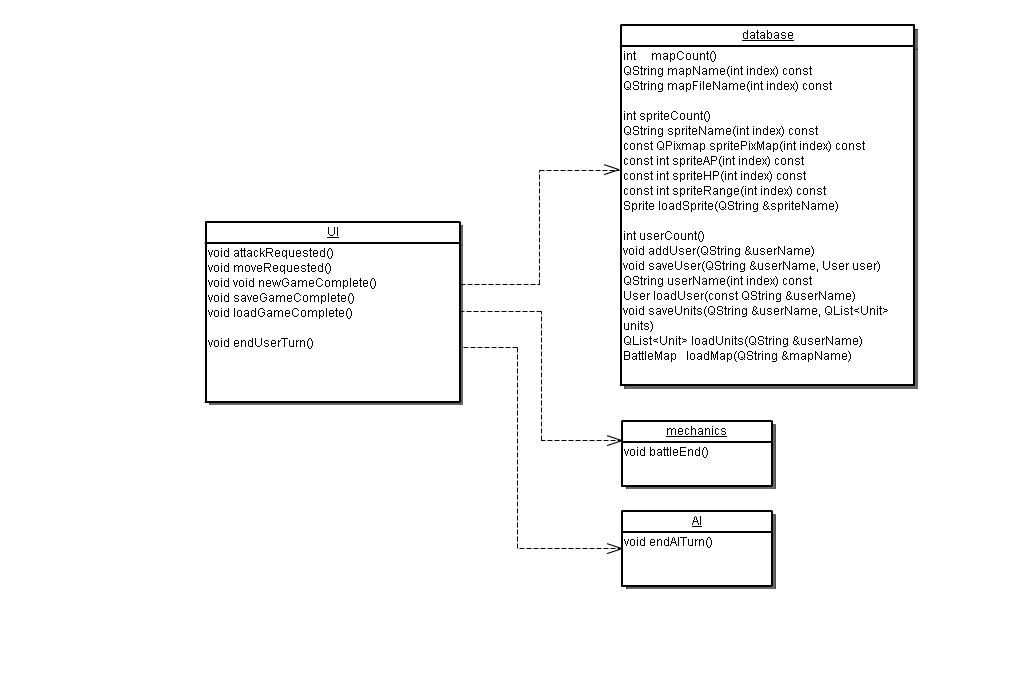 database
int mapCount()
QString mapName(int index) const
QString mapFileName(int index) const
int spriteCount()
QString spriteName(int index) const
const QPixmap spritePixMap(int index) const
const int spriteAP(int index) const
const int spriteHP(int index) const
const int spriteRange(int index) const
Sprite loadSprite(QString &spriteName)
int userCount()
void addUser(QString &userName)
void saveUser(QString &userName, User user)
QString userName(int index) const
User loadUser(const QString &userName)
void saveUnits(QString &userName, QList<Unit>
units)
QList<Unit> loadUnits(QString &userName)
BattleMap loadMap(QString &mapName)
UI
void attackRequested()
void moveRequested()
void void newGameComplete()
void saveGameComplete()
void loadGameComplete()
void endUserTurn()
mechanics
void battleEnd()
AI
void endAITurn()